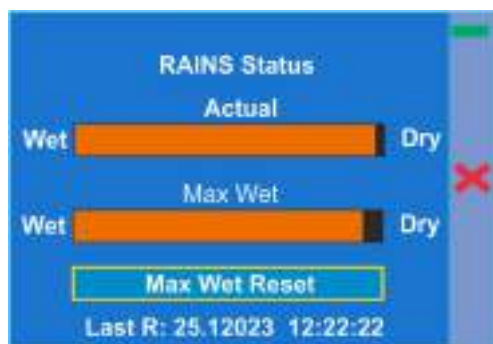 RAINS Status
Actual
Wet Dry
Max Wet
Wet Dry
Max Wet Reset
Last R: 25.12023 12:22:22